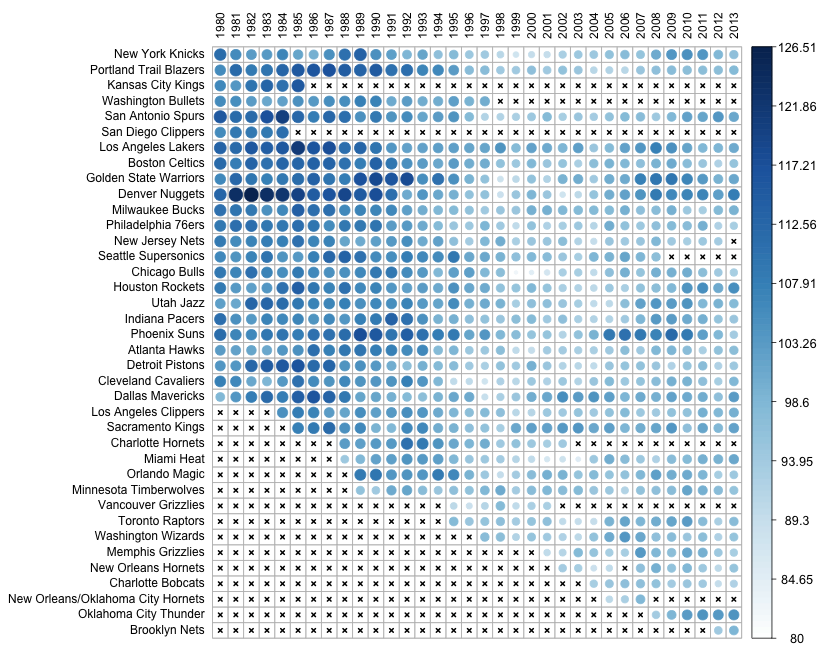 1980 1981 1982 1983 1984 1985 1986 1987 1988 1989 1990 1991 1992 1993 1994 1995 1996 1997 1998 1999 2000 2001 2002 2003 2004 2005 2006 2007 2008 2009 2010 2011 2012 2013
New York Knicks
Portland Trail Blazers
Kansas City Kings
Washington Bullets
San Antonio Spurs
San Diego Clippers
Los Angeles Lakers
Boston Celtics
Golden State Warriors
Denver Nuggets
Milwaukee Bucks
Philadelphia 76ers
New Jersey Nets
Seattle Supersonics
Chicago Bulls
Houston Rockets
Utah Jazz
Indiana Pacers
Phoenix Suns
Atlanta Hawks
Detroit Pistons
Cleveland Cavaliers
Dallas Mavericks
Los Angeles Clippers
Sacramento Kings
Charlotte Hornets
Miami Heat
Orlando Magic
Minnesota Timberwolves
Vancouver Grizzlies
Toronto Raptors
Washington Wizards
Memphis Grizzlies
New Orleans Hornets
Charlotte Bobcats
New Orleans/Oklahoma City Hornets
Oklahoma City Thunder
Brooklyn Nets
126.51
121.86
117.21
112.56
107.91
103.26
98.6
93.95
89.3
84.65
80